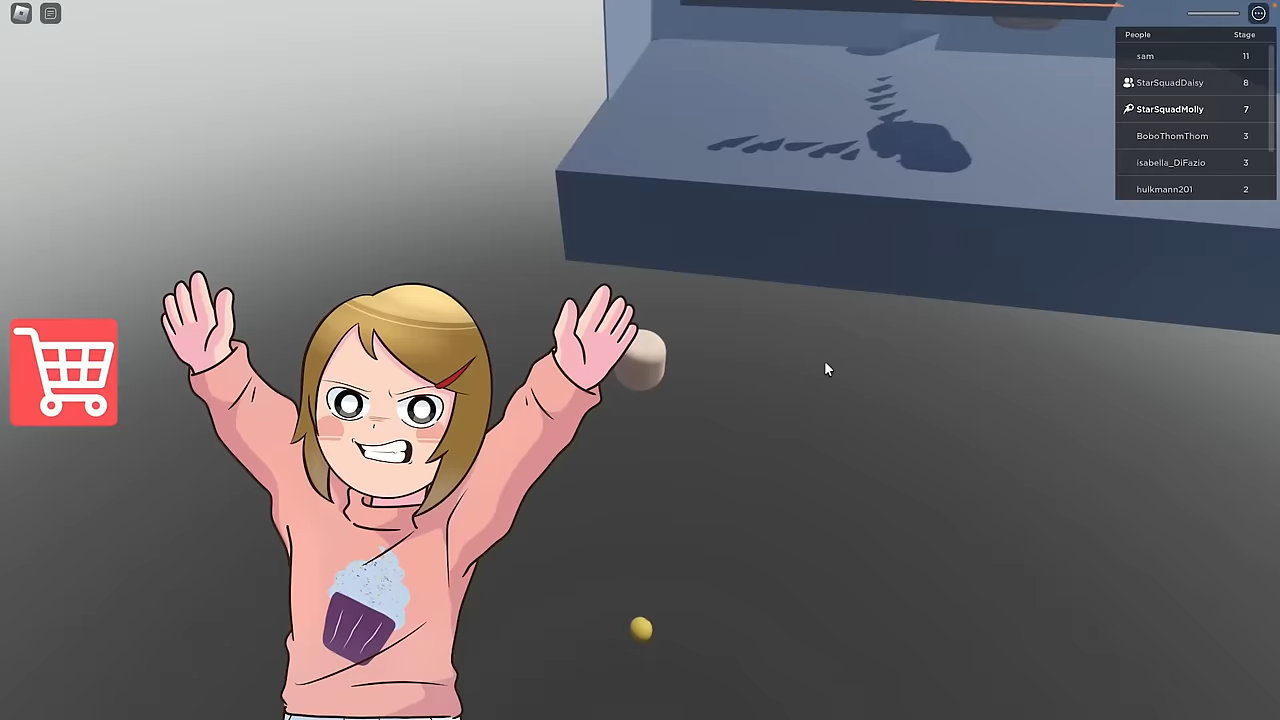 People Stage
sam 11
StarSquadDaisy 8
StarSquadMolly 7
BoboThomThom 3
isabella_DiFazio 3
hulkmann201 2